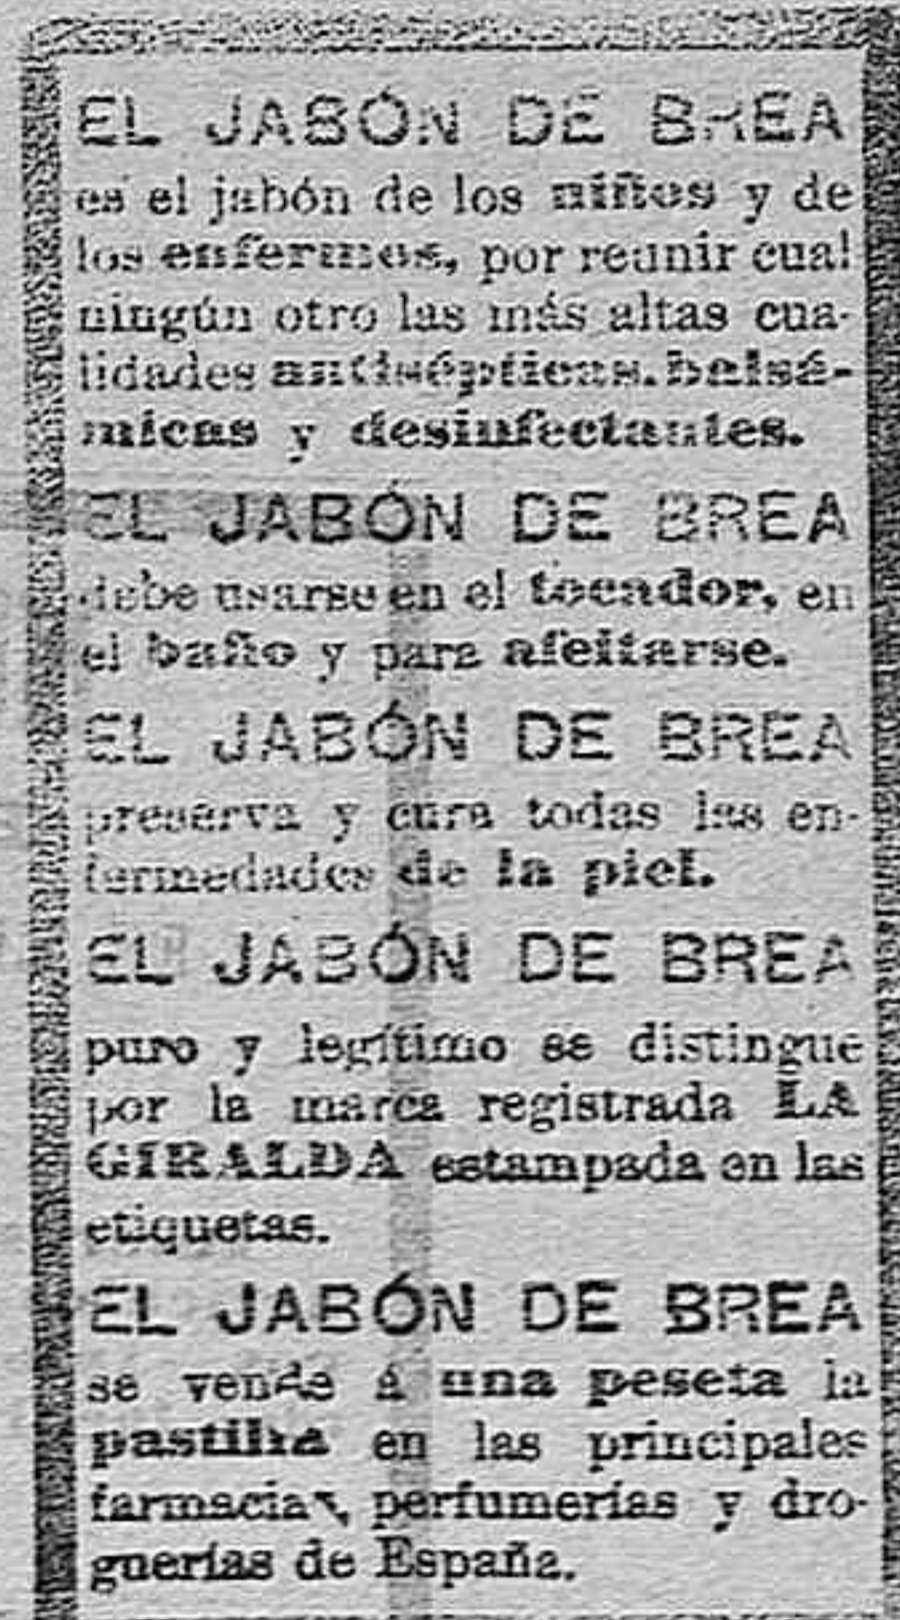 EL JABÓN DE BREA
es el jabón de los niños y de
los enfermos, por reunir cual
ningún otro las más altas cua-
lidades antisépticas, balsá-
micas y desinfectantes.
EL JABÓN DE BREA
debe usarse en el tocador, en
el baño y para afeitarse.
EL JABÓN DE BREA
preserva y cura todas las en-
fermedades de la piel.
EL JABÓN DE BREA
puro y legítimo se distingue
por la marca registrada LA
GIRALDA estampada en las
etiquetas.
EL JABÓN DE BREA
se vende á una peseta la
pastilla en las principales
farmacias, perfumerías y dro-
guerías de España.